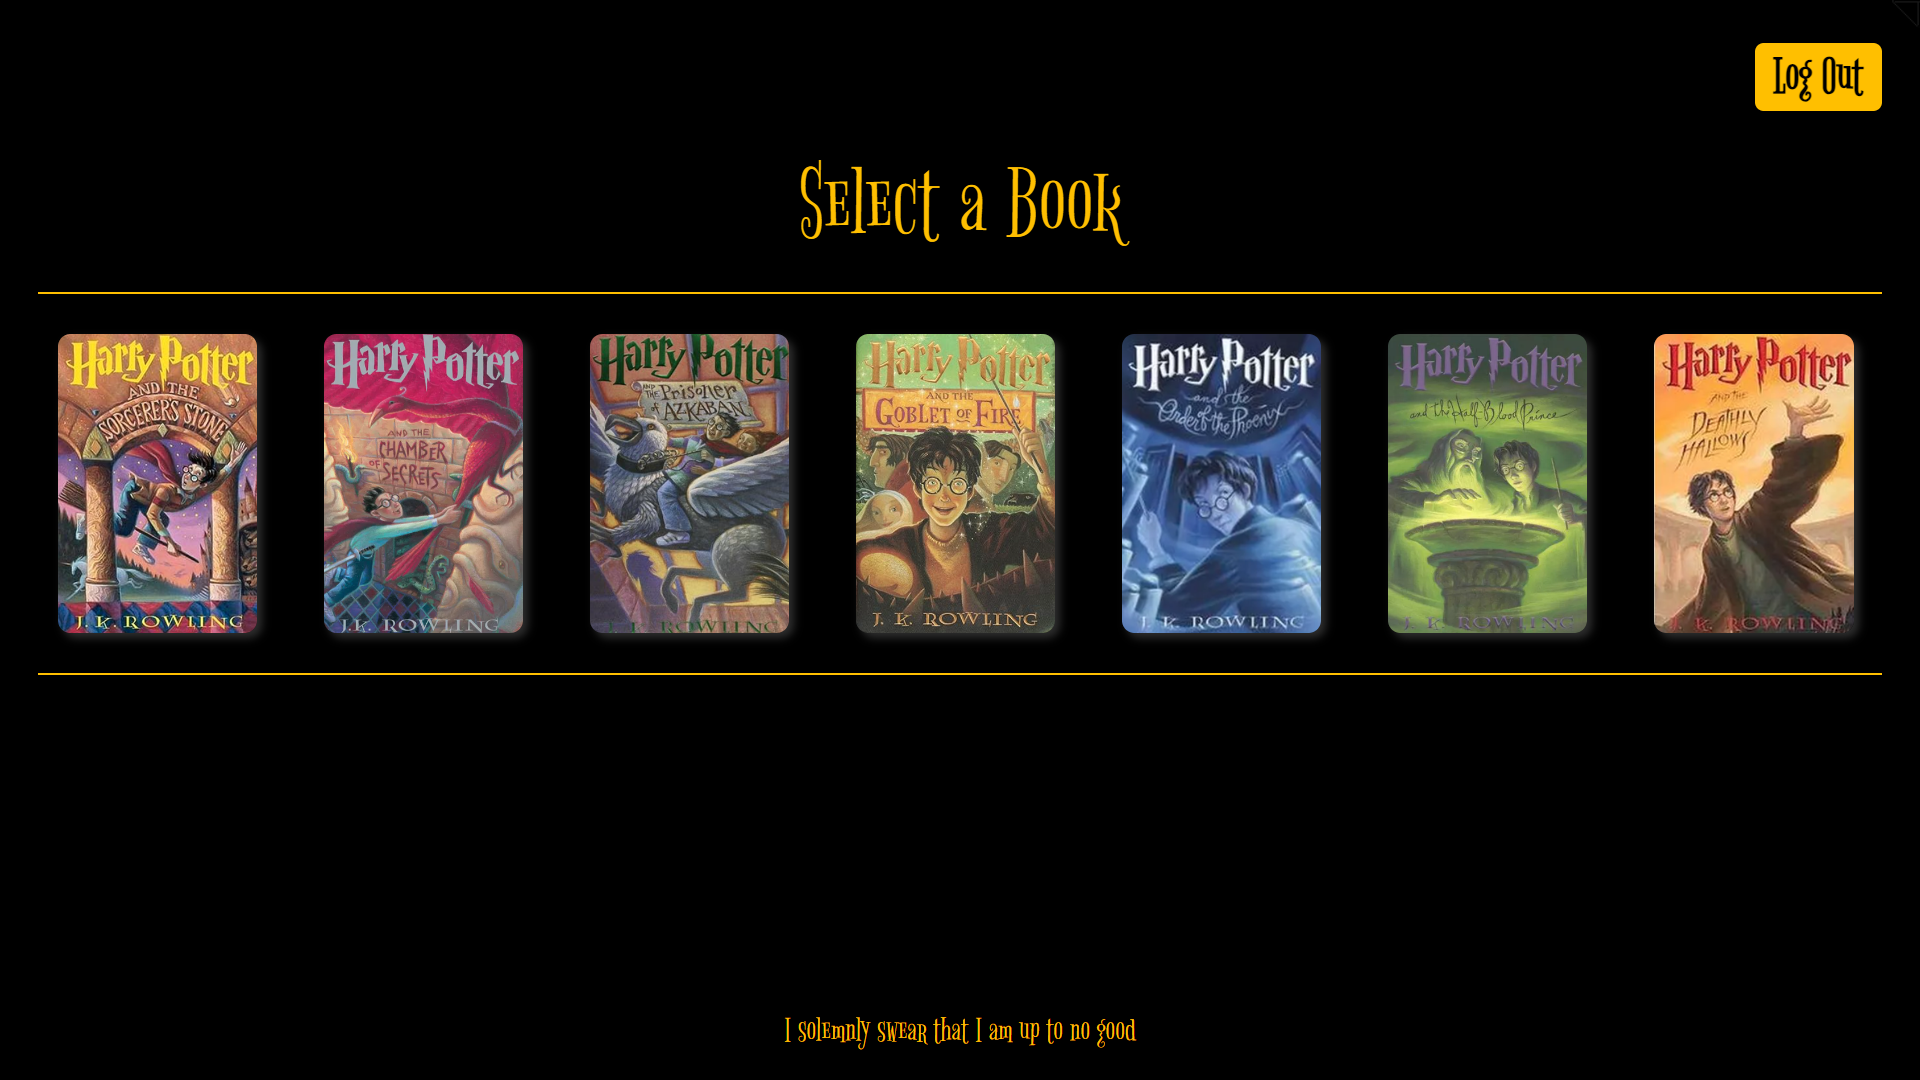 Log Out
Select a Book
Harry Potter
AND THE
SORCERER'S STONE
J. K. ROWLING
Harry Potter
AND THE
CHAMBER
OF SECRETS
J.K. ROWLING
Harry Potter
AND THE Prisoner
of AZKABAN
J. K. ROWLING
Harry Potter
AND THE
GOBLET OF FIRE
J. K. ROWLING
Harry Potter
and the
Order of the Phoenix
J. K. ROWLING
Harry Potter
and the Half-Blood Prince
J. K. ROWLING
Harry Potter
AND THE
DEATHLY
HALLOWS
J. K. ROWLING
I solemnly swear that I am up to no good